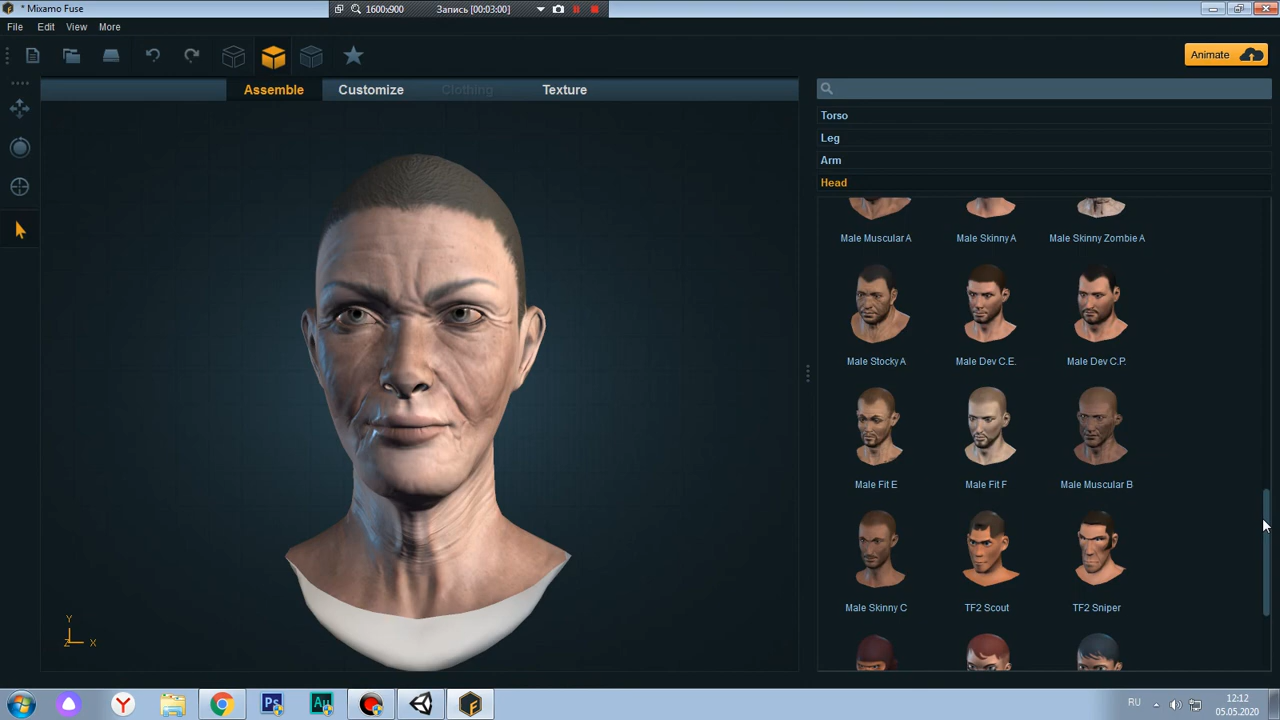 * Mixamo Fuse
1600x900
Запись [00:03:00]
File Edit View More
Animate
Assemble Customize Clothing Texture
Torso
Leg
Arm
Head
Male Muscular A Male Skinny A Male Skinny Zombie A
Male Stocky A Male Dev C.E. Male Dev C.P.
Male Fit E Male Fit F Male Muscular B
Male Skinny C TF2 Scout TF2 Sniper
Y
Z X
Ps Au
RU
12:12
05.05.2020